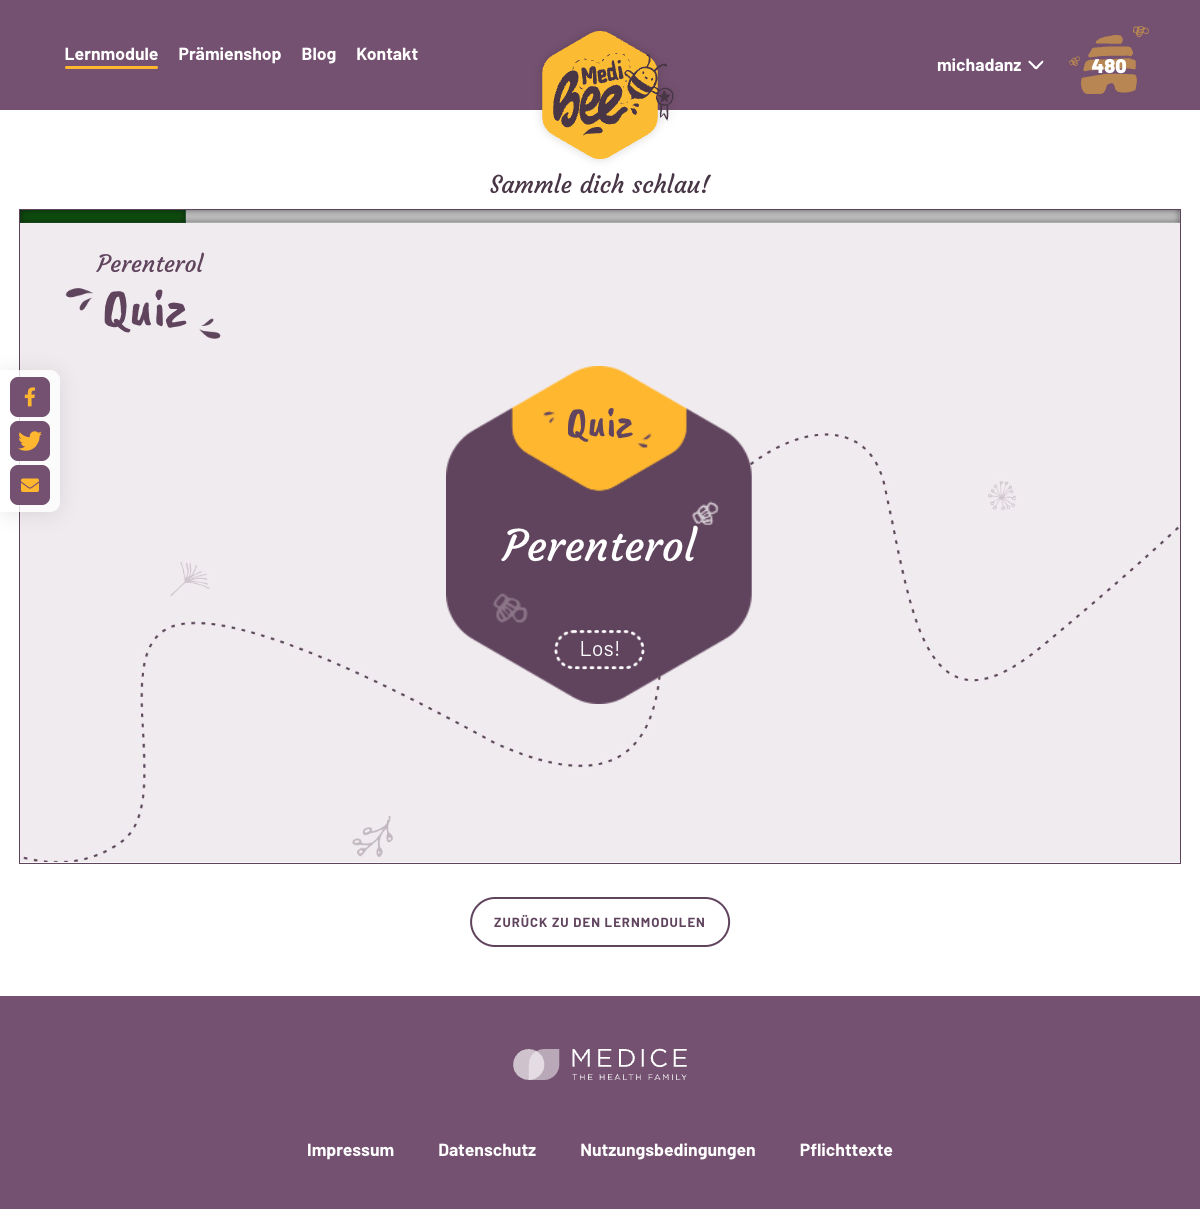 Lernmodule Prämienshop Blog Kontakt
Medi
Bee
michadanz
480
Sammle dich schlau!
Perenterol
Quiz
Quiz
Perenterol
Los!
ZURÜCK ZU DEN LERNMODULEN
MEDICE
THE HEALTH FAMILY
Impressum Datenschutz Nutzungsbedingungen Pflichttexte